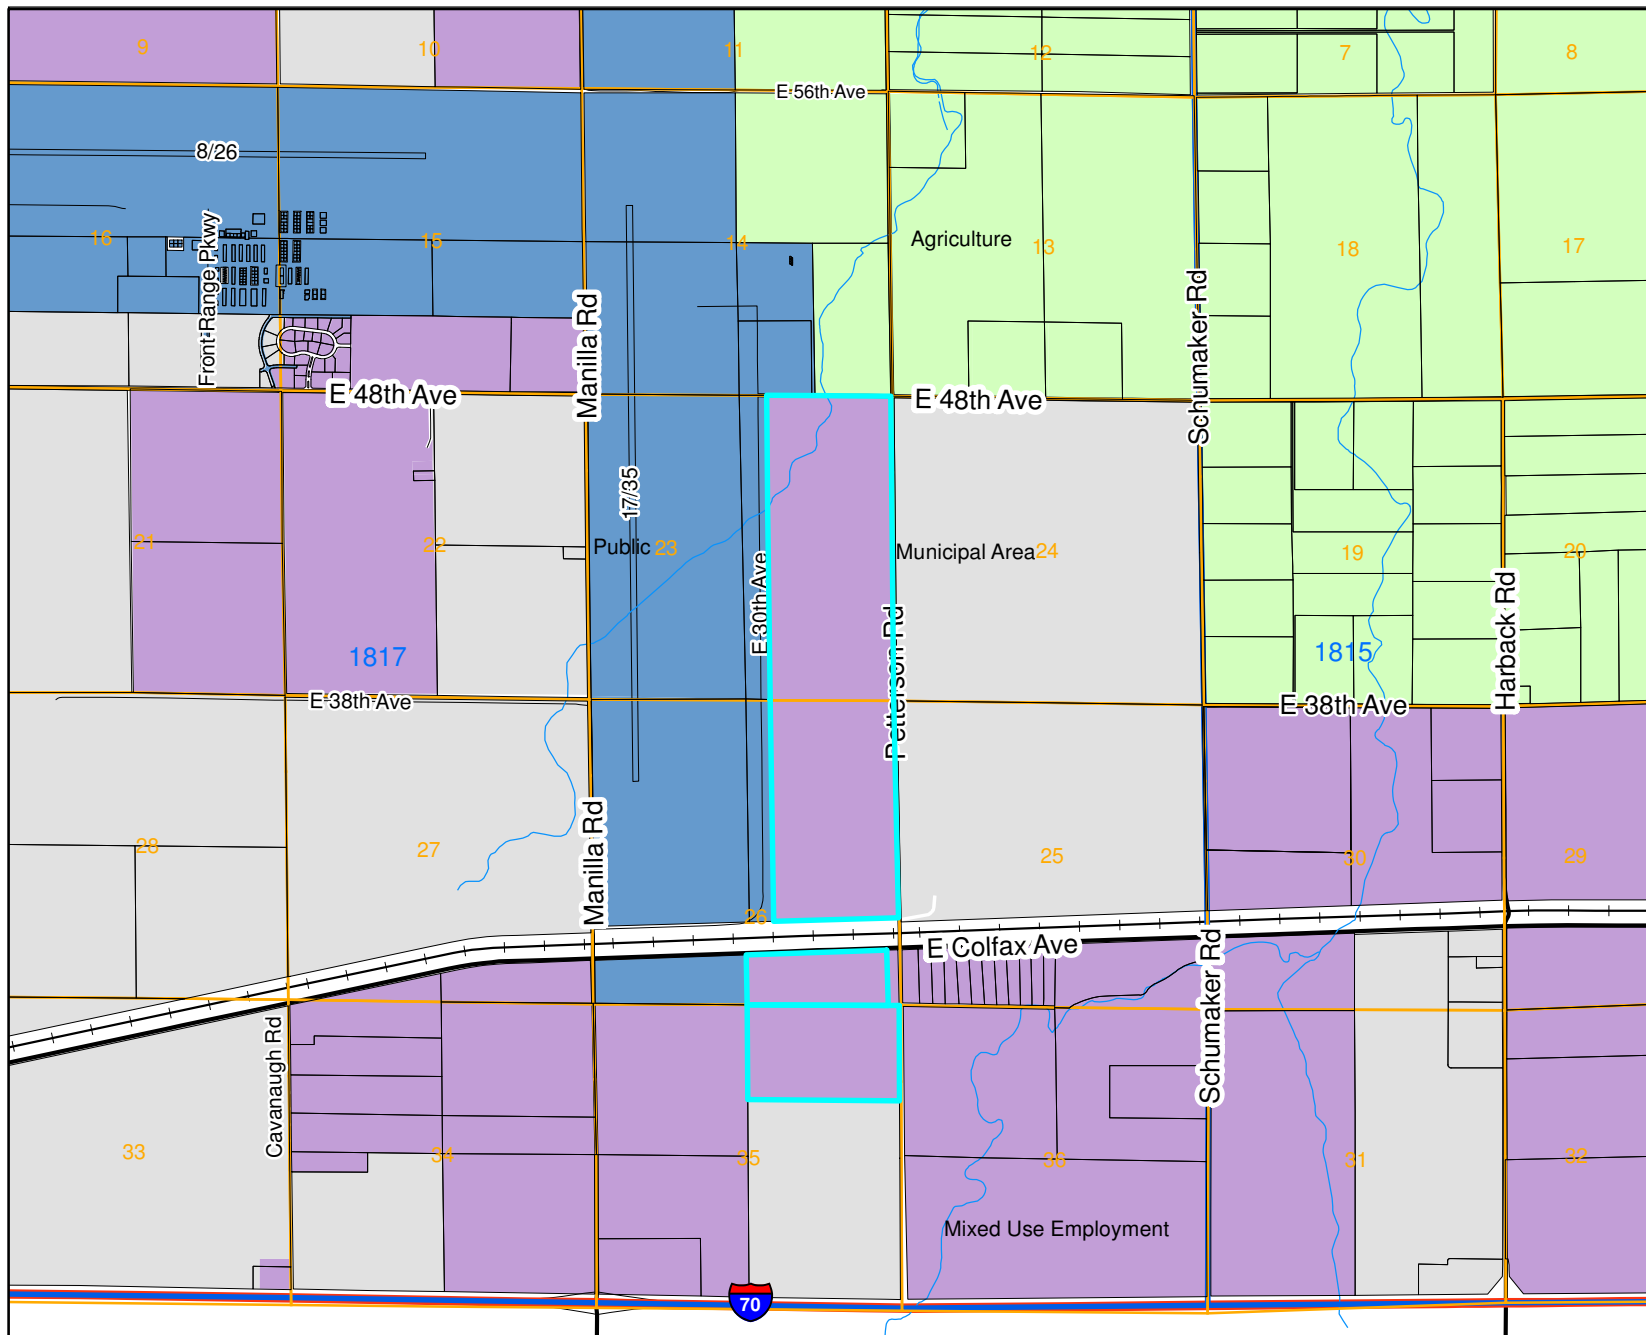 9
10
11
12
7
8
E 56th Ave
8/26
16
Front Range Pkwy
15
14
Agriculture
13
18
17
Manilla Rd
Schumaker Rd
E 48th Ave
E 48th Ave
17/35
21
22
Public
23
E 30th Ave
Municipal Area
24
19
20
Petterson Rd
Harback Rd
1817
1815
E 38th Ave
E 38th Ave
28
27
Manilla Rd
26
25
30
29
E Colfax Ave
Schumaker Rd
Cavanaugh Rd
33
34
35
36
31
32
Mixed Use Employment
70